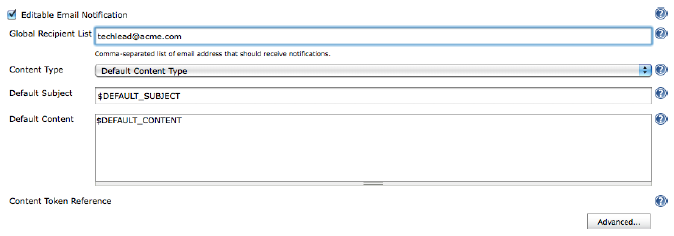 Editable Email Notification
Global Recipient List techlead@acme.com
Comma-separated list of email address that should receive notifications.
Content Type Default Content Type
Default Subject $DEFAULT_SUBJECT
Default Content $DEFAULT_CONTENT
Content Token Reference
Advanced...